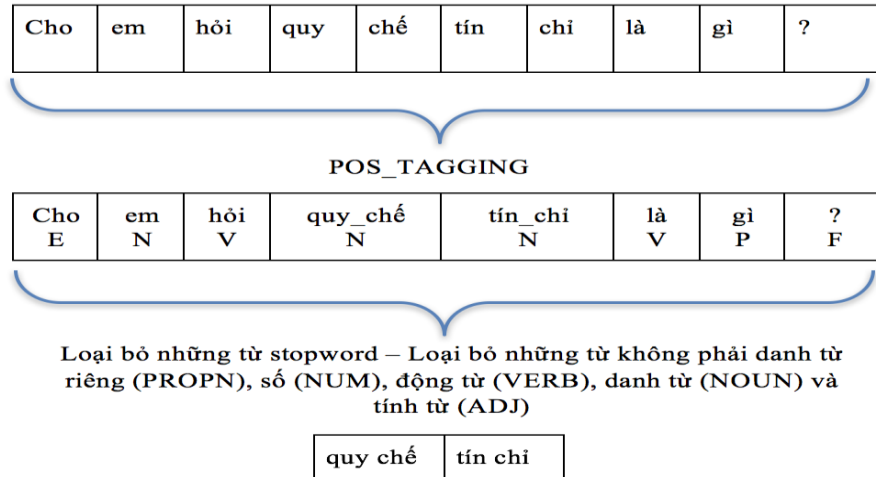 Cho em hỏi quy chế tín chỉ là gì ?
POS_TAGGING
Cho em hỏi quy_chế tín_chỉ là gì ?
E N V N N V P F
Loại bỏ những từ stopword – Loại bỏ những từ không phải danh từ
riêng (PROPN), số (NUM), động từ (VERB), danh từ (NOUN) và
tính từ (ADJ)
quy chế tín chỉ